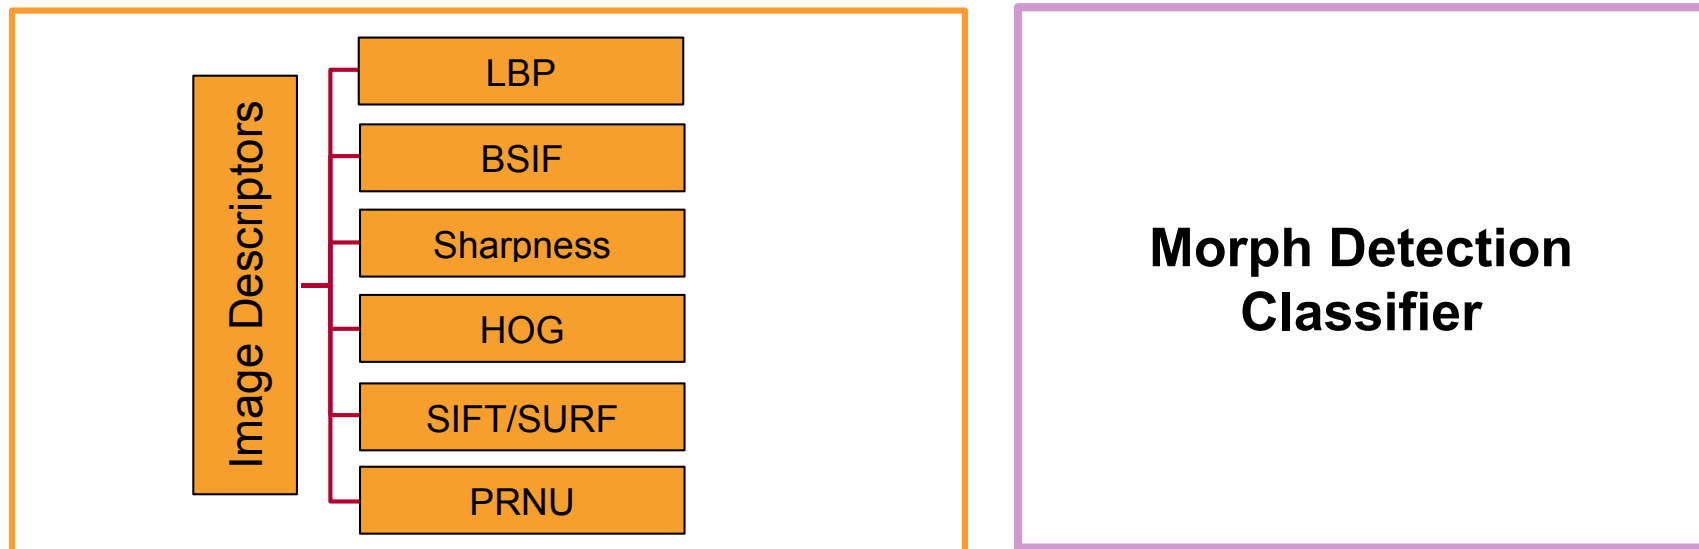 Image Descriptors
LBP
BSIF
Sharpness
HOG
SIFT/SURF
PRNU
Morph Detection
Classifier